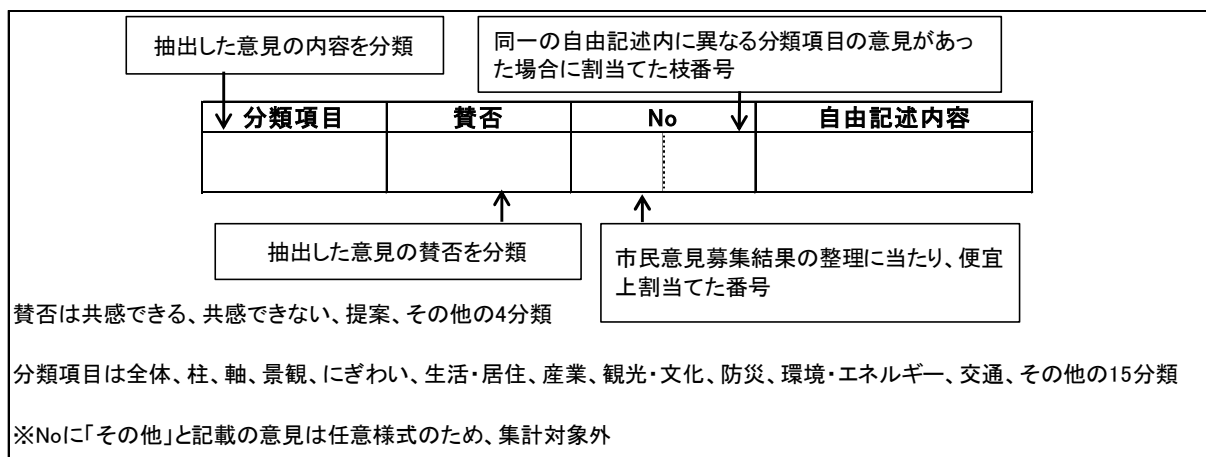 抽出した意見の内容を分類
同一の自由記述内に異なる分類項目の意見があっ
た場合に割当てた枝番号
分類項目 賛否 No 自由記述内容
抽出した意見の賛否を分類
市民意見募集結果の整理に当たり、便宜
上割当てた番号
賛否は共感できる、共感できない、提案、その他の4分類
分類項目は全体、柱、軸、景観、にぎわい、生活・居住、産業、観光・文化、防災、環境・エネルギー、交通、その他の15分類
※Noに「その他」と記載の意見は任意様式のため、集計対象外